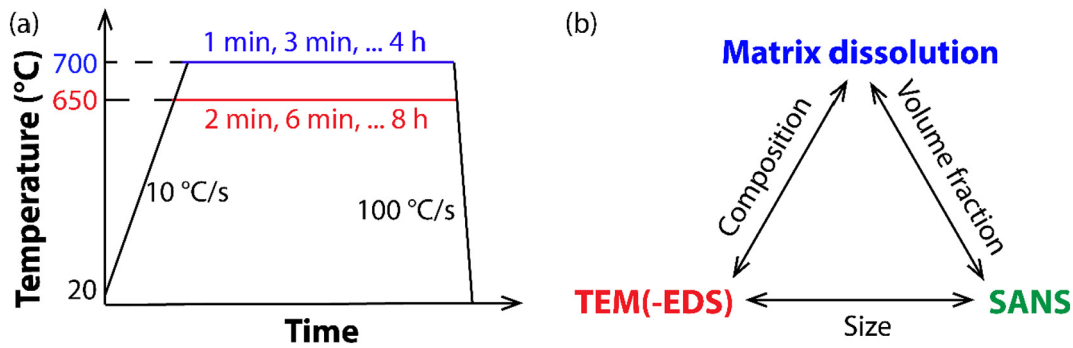 (a)
Temperature (°C)
700
650
20
1 min, 3 min, ... 4 h
2 min, 6 min, ... 8 h
10 °C/s
100 °C/s
Time
(b)
Matrix dissolution
Composition
Volume fraction
TEM(-EDS)
SANS
Size